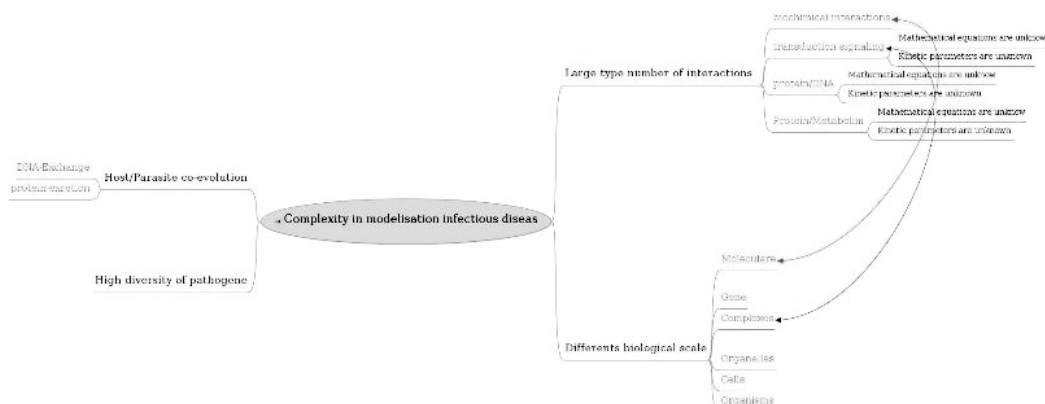 biochimical interactions
transduction signaling
Mathematical equations are unknow
Kinetic parameters are unknown
Large type number of interactions
protein/DNA
Mathematical equations are unknow
Kinetic parameters are unknown
Protein/Metabolim
Mathematical equations are unknow
Kinetic parameters are unknown
DNA-Exchange
protein-exretion
Host/Parasite co-evolution
Complexity in modelisation infectious diseas
High diversity of pathogene
Differents biological scale
Moleculare
Gene
Complexes
Organelles
Cells
Organisms